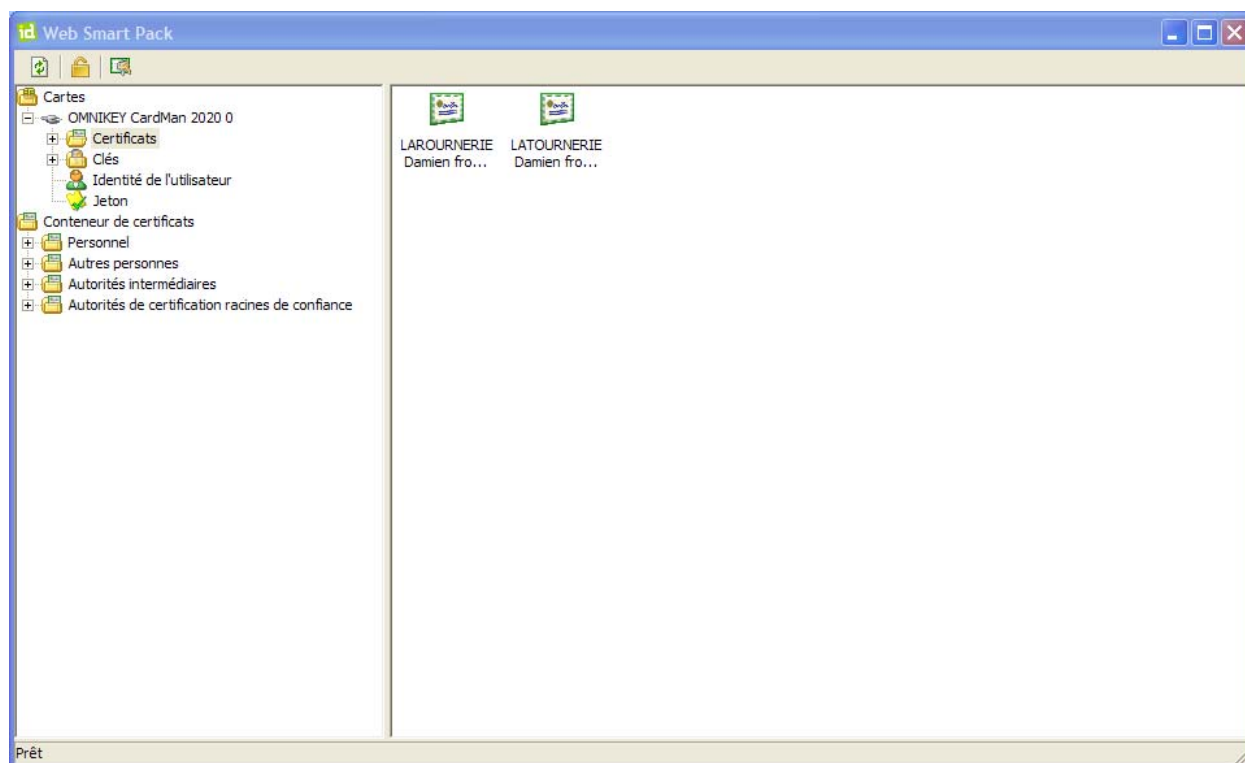 id Web Smart Pack
Cartes
OMNIKEY CardMan 2020 0
Certificats
Clés
Identité de l'utilisateur
Jeton
Conteneur de certificats
Personnel
Autres personnes
Autorités intermédiaires
Autorités de certification racines de confiance
LAROURNERIE
Damien fro...
LATOURNERIE
Damien fro...
Prêt